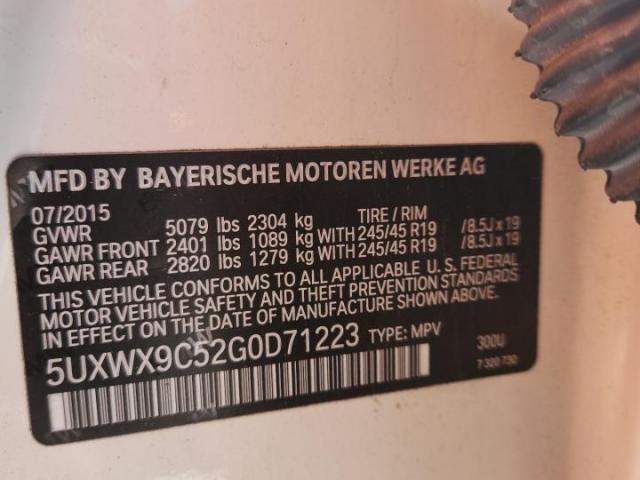 MFD BY BAYERISCHE MOTOREN WERKE AG
07/2015 TIRE / RIM
GVWR 5079 lbs 2304 kg
GAWR FRONT 2401 lbs 1089 kg WITH 245/45 R19 /8.5J x 19
GAWR REAR 2820 lbs 1279 kg WITH 245/45 R19 /8.5J x 19
THIS VEHICLE CONFORMS TO ALL APPLICABLE U. S. FEDERAL
MOTOR VEHICLE SAFETY AND THEFT PREVENTION STANDARDS
IN EFFECT ON THE DATE OF MANUFACTURE SHOWN ABOVE.
5UXWX9C52G0D71223 TYPE: MPV 300U
7 320 730